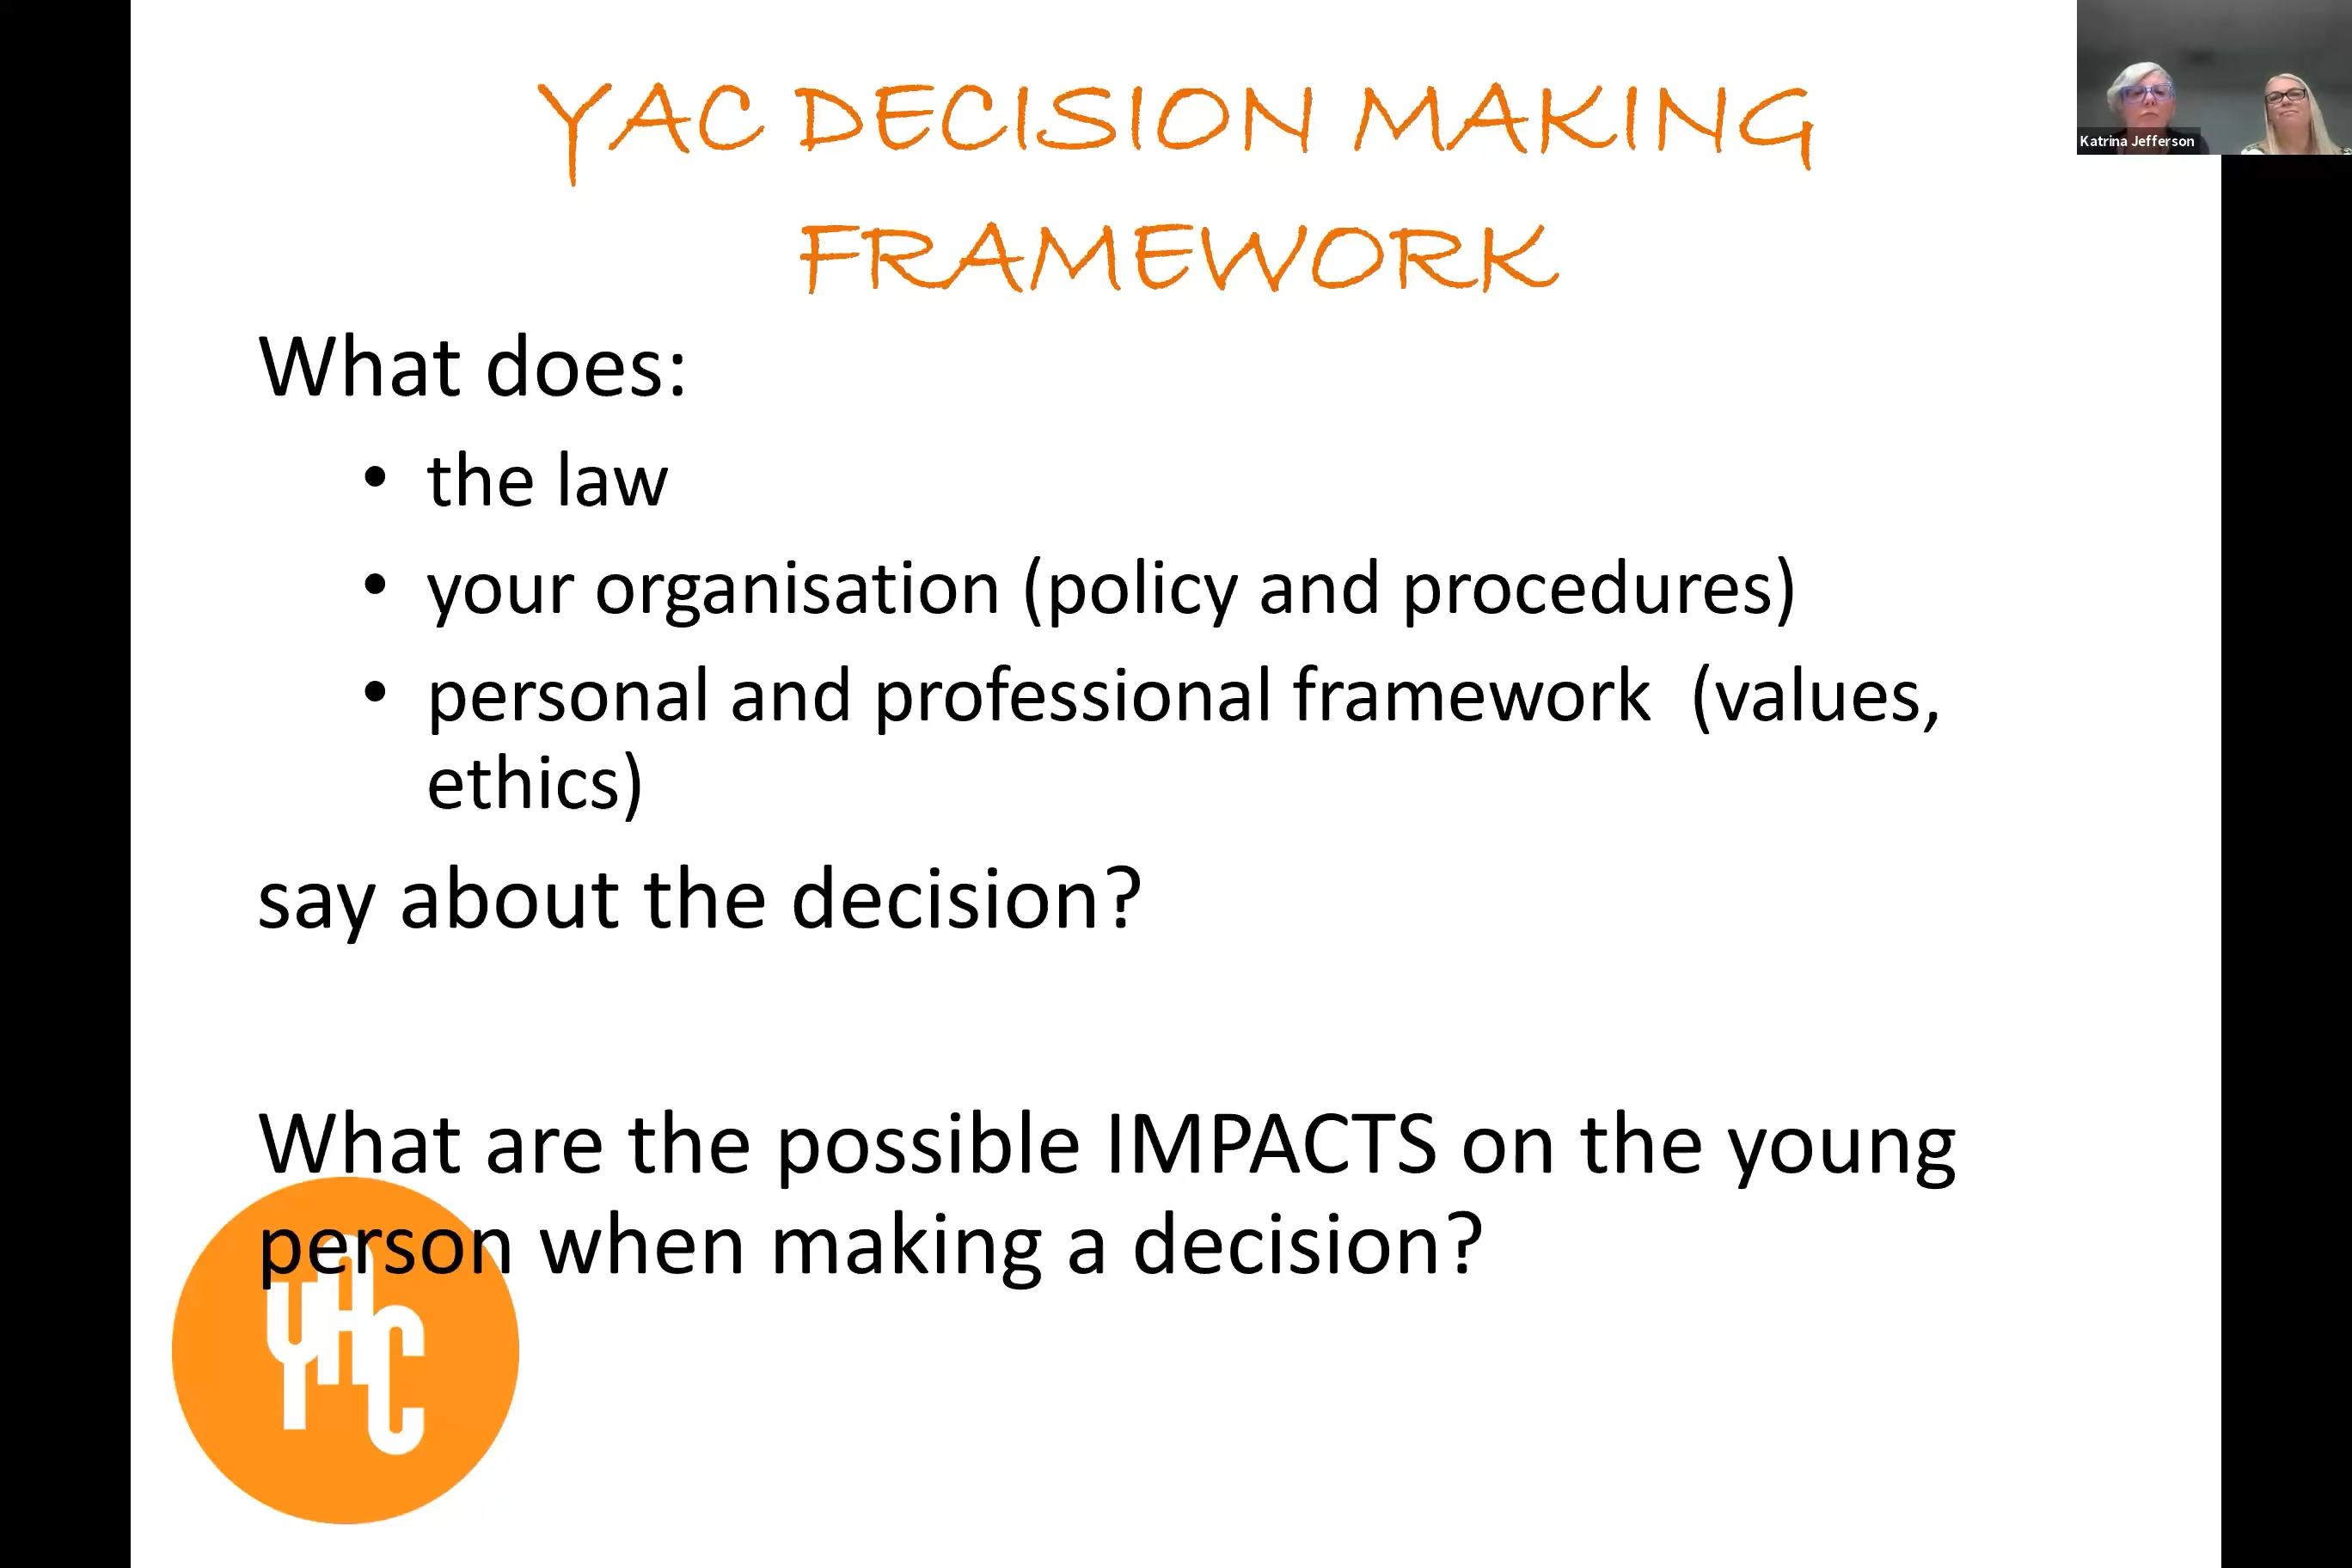 YAC DECISION MAKING
FRAMEWORK
Katrina Jefferson
What does:
• the law
• your organisation (policy and procedures)
• personal and professional framework  (values,
ethics)
say about the decision?
What are the possible IMPACTS on the young
person when making a decision?
YAC